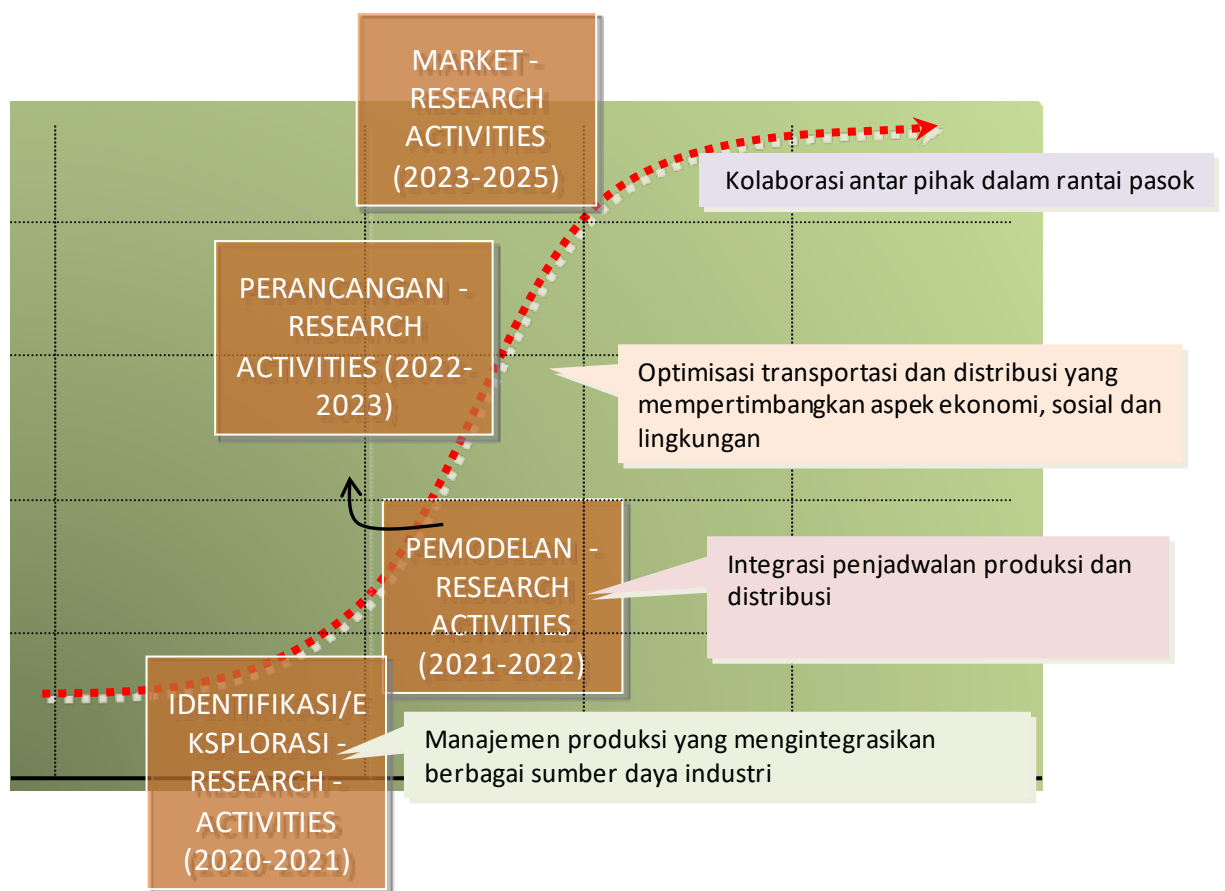 MARKET -
RESEARCH
ACTIVITIES
(2023-2025)
Kolaborasi antar pihak dalam rantai pasok
PERANCANGAN -
RESEARCH
ACTIVITIES (2022-
2023)
Optimisasi transportasi dan distribusi yang
mempertimbangkan aspek ekonomi, sosial dan
lingkungan
PEMODELAN -
RESEARCH
ACTIVITIES
(2021-2022)
Integrasi penjadwalan produksi dan
distribusi
IDENTIFIKASI/E
KSPLORASI -
RESEARCH -
ACTIVITIES
(2020-2021)
Manajemen produksi yang mengintegrasikan
berbagai sumber daya industri